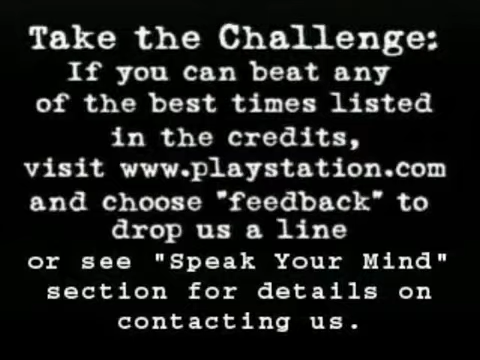 Take the Challenge:
If you can beat any
of the best times listed
in the credits,
visit www.playstation.com
and choose "feedback" to
drop us a line
or see "Speak Your Mind"
section for details on
contacting us.